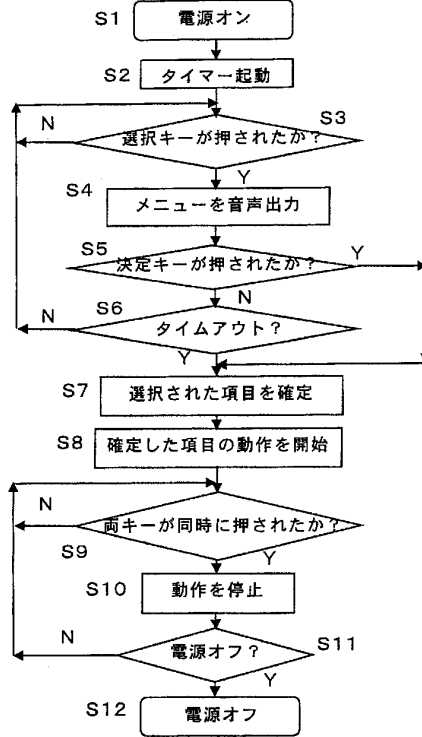 S1 電源オン
S2 タイマー起動
S3
N 選択キーが押されたか?
Y
S4 メニューを音声出力
S5 決定キーが押されたか? Y
N
S6
N タイムアウト?
Y
S7 選択された項目を確定
S8 確定した項目の動作を開始
N 両キーが同時に押されたか?
S9 Y
S10 動作を停止
N 電源オフ? S11
Y
S12 電源オフ